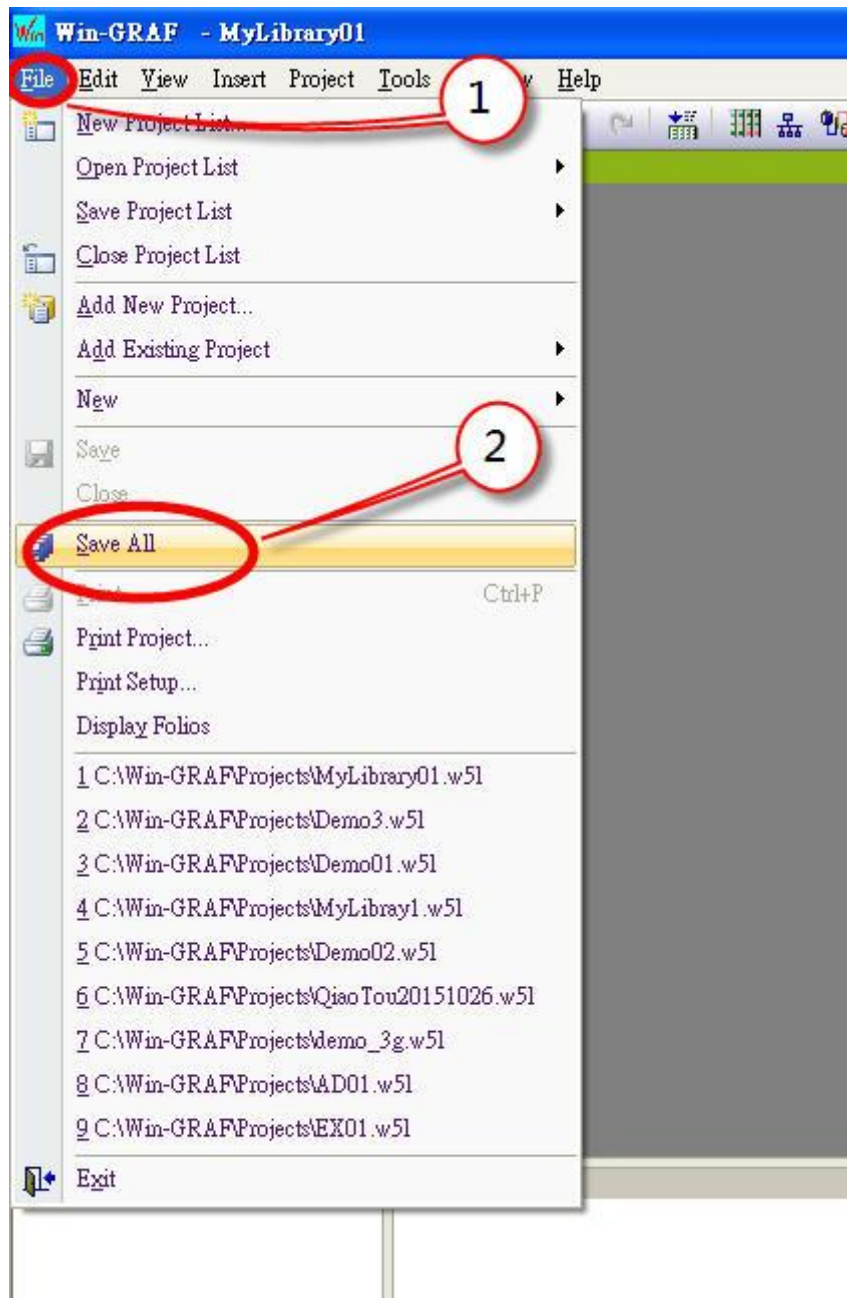 Win Win-GRAF - MyLibrary01
File Edit View Insert Project Tools Help
1
New Project List...
Open Project List
Save Project List
Close Project List
Add New Project...
Add Existing Project
New
Save
2
Close
Save All
Print Ctrl+P
Print Project...
Print Setup...
Display Folios
1 C:\Win-GRAF\Projects\MyLibrary01.w5l
2 C:\Win-GRAF\Projects\Demo3.w5l
3 C:\Win-GRAF\Projects\Demo01.w5l
4 C:\Win-GRAF\Projects\MyLibray1.w5l
5 C:\Win-GRAF\Projects\Demo02.w5l
6 C:\Win-GRAF\Projects\QiaoTou20151026.w5l
7 C:\Win-GRAF\Projects\demo_3g.w5l
8 C:\Win-GRAF\Projects\AD01.w5l
9 C:\Win-GRAF\Projects\EX01.w5l
Exit